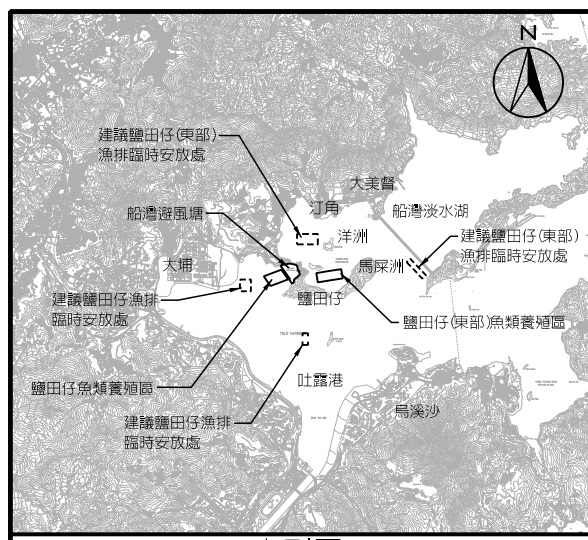 N
建議鹽田仔(東部)
漁排臨時安放處
大美督
船灣避風塘
汀角
船灣淡水湖
洋洲
建議鹽田仔(東部)
漁排臨時安放處
大埔
馬屎洲
建議鹽田仔漁排
臨時安放處
鹽田仔
鹽田仔(東部)魚類養殖區
鹽田仔魚類養殖區
吐露港
建議鹽田仔漁排
臨時安放處
烏溪沙